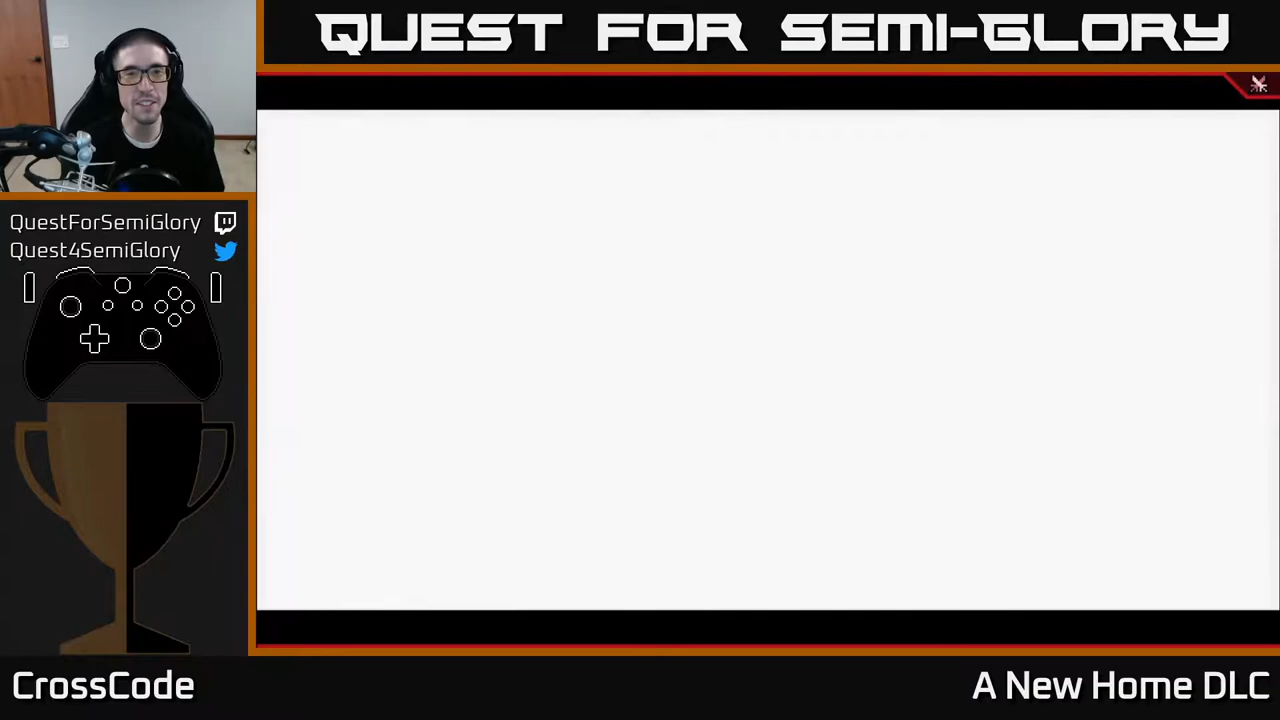 QUEST FOR SEMI-GLORY
QuestForSemiGlory
Quest4SemiGlory
CrossCode
A New Home DLC